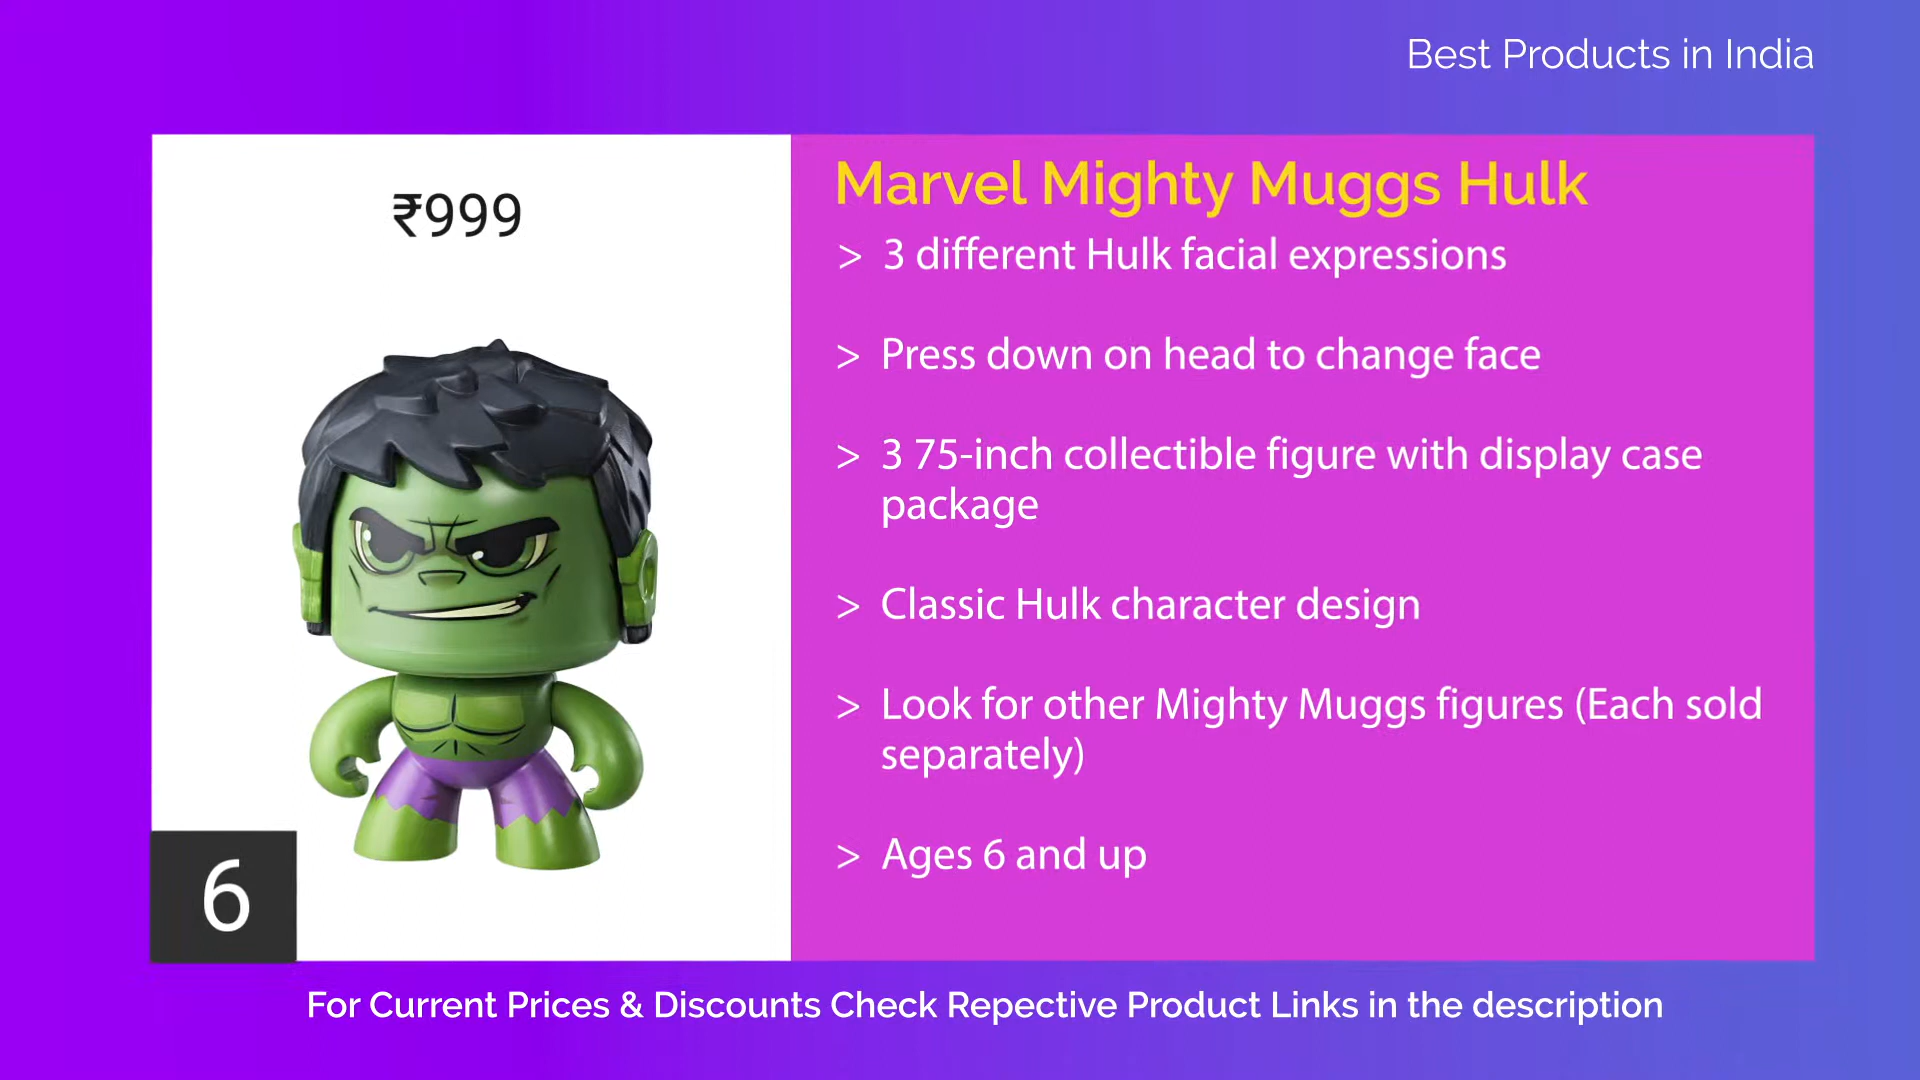 Best Products in India
₹999
Marvel Mighty Muggs Hulk
> 3 different Hulk facial expressions
> Press down on head to change face
> 3 75-inch collectible figure with display case
package
> Classic Hulk character design
> Look for other Mighty Muggs figures (Each sold
separately)
> Ages 6 and up
6
For Current Prices & Discounts Check Repective Product Links in the description